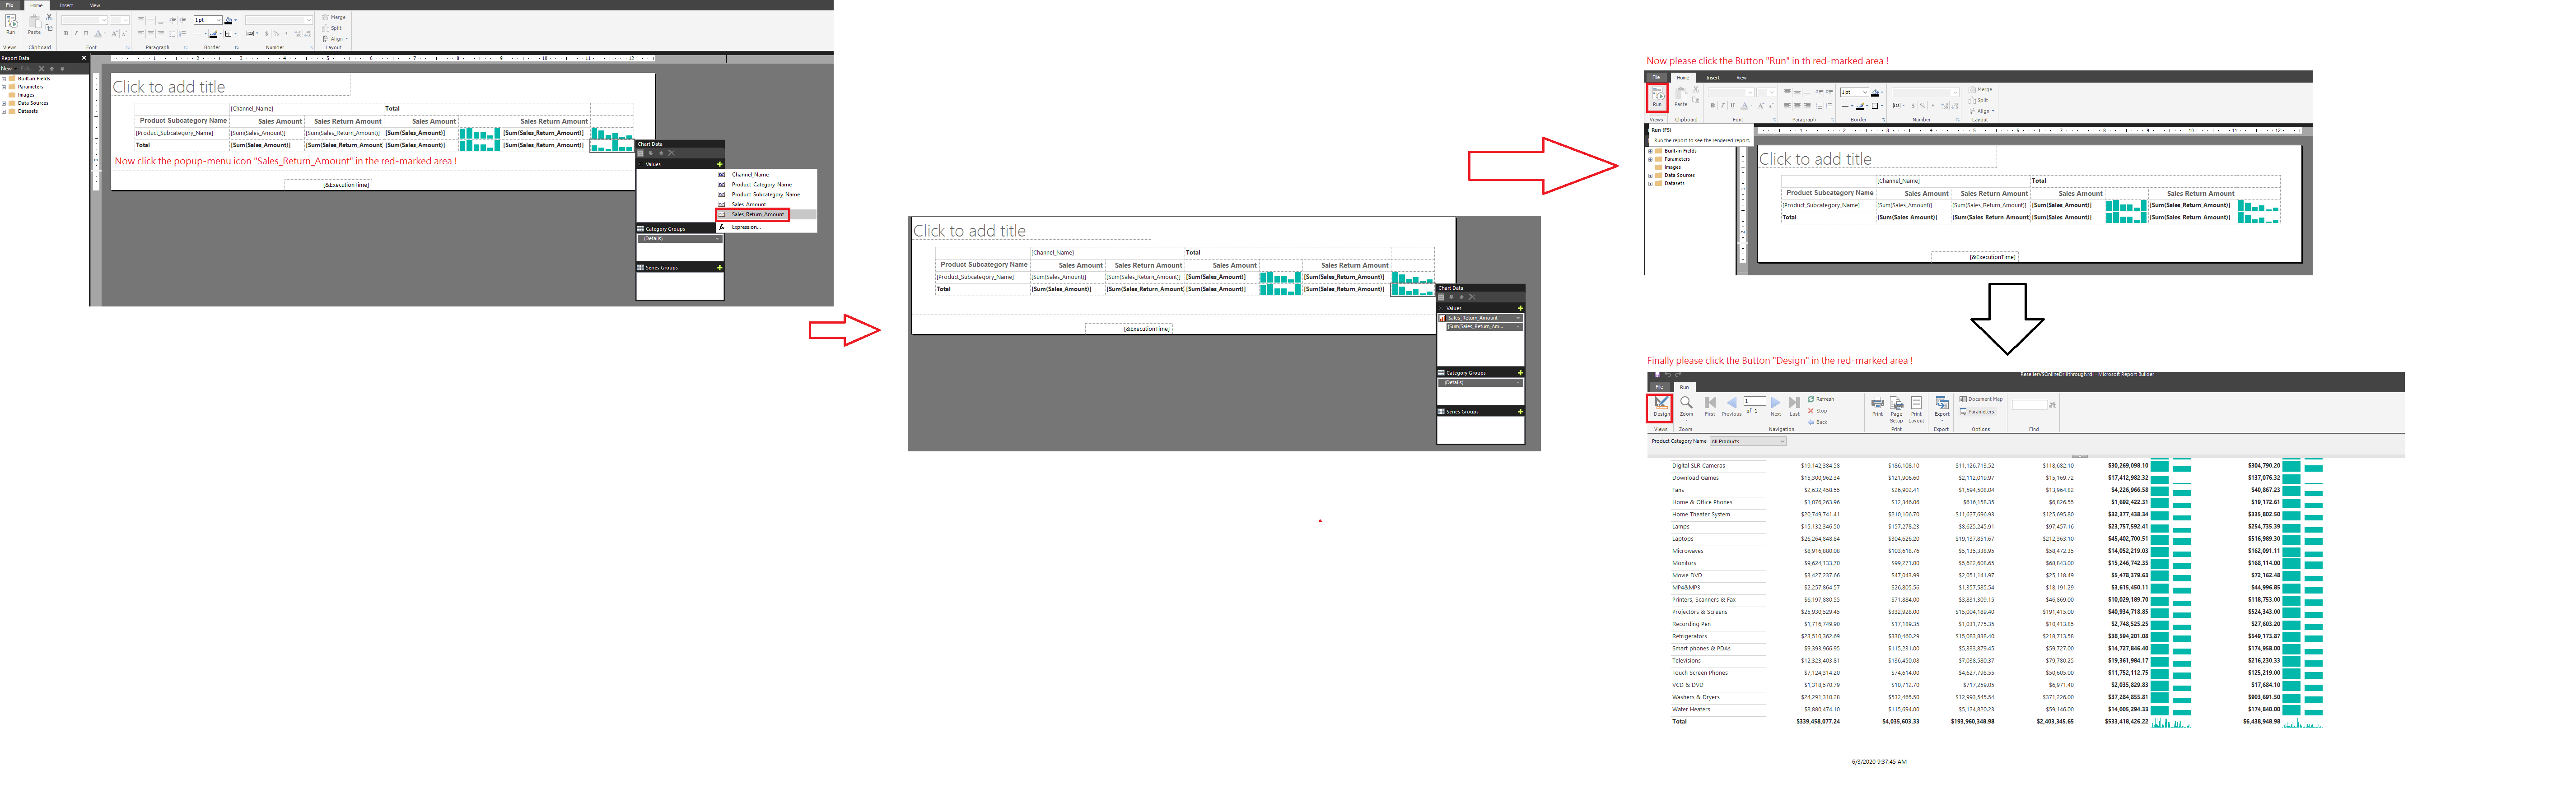 File Home Insert View
Run Paste
1 pt
B I U
Merge
Split
Align
Views Clipboard Font Paragraph Border Number Layout
Report Data
New
Built-in Fields
Parameters
Images
Data Sources
Datasets
Click to add title
[Channel_Name] Total
Product Subcategory Name Sales Amount Sales Return Amount Sales Amount Sales Return Amount
[Product_Subcategory_Name] [Sum(Sales_Amount)] [Sum(Sales_Return_Amount)] [Sum(Sales_Amount)] [Sum(Sales_Return_Amount)]
Total [Sum(Sales_Amount)] [Sum(Sales_Return_Amount [Sum(Sales_Amount)] [Sum(Sales_Return_Amount)]
Now click the popup-menu icon "Sales_Return_Amount" in the red-marked area !
[&ExecutionTime]
Chart Data
Values
Channel_Name
Product_Category_Name
Product_Subcategory_Name
Sales_Amount
Sales_Return_Amount
Expression...
Category Groups
(Details)
Series Groups
Click to add title
[Channel_Name] Total
Product Subcategory Name Sales Amount Sales Return Amount Sales Amount Sales Return Amount
[Product_Subcategory_Name] [Sum(Sales_Amount)] [Sum(Sales_Return_Amount)] [Sum(Sales_Amount)] [Sum(Sales_Return_Amount)]
Total [Sum(Sales_Amount)] [Sum(Sales_Return_Amount [Sum(Sales_Amount)] [Sum(Sales_Return_Amount)]
[&ExecutionTime]
Chart Data
Values
Sales_Return_Amount
[Sum(Sales_Return_Am...
Category Groups
(Details)
Series Groups
Now please click the Button "Run" in th red-marked area !
File Home Insert View
Run Paste
1 pt
B I U
Merge
Split
Align
Views Clipboard Font Paragraph Border Number Layout
Run (F5)
Run the report to see the rendered report.
Built-in Fields
Parameters
Images
Data Sources
Datasets
Click to add title
[Channel_Name] Total
Product Subcategory Name Sales Amount Sales Return Amount Sales Amount Sales Return Amount
[Product_Subcategory_Name] [Sum(Sales_Amount)] [Sum(Sales_Return_Amount)] [Sum(Sales_Amount)] [Sum(Sales_Return_Amount)]
Total [Sum(Sales_Amount)] [Sum(Sales_Return_Amount [Sum(Sales_Amount)] [Sum(Sales_Return_Amount)]
[&ExecutionTime]
Finally please click the Button "Design" in the red-marked area !
ResellerVSOnlineDrillthrough.rdl - Microsoft Report Builder
File Run
Design Zoom First Previous 1 of 1 Next Last Refresh Stop Back Print Page Setup Print Layout Export Document Map Parameters
Views Zoom Navigation Print Export Options Find
Product Category Name All Products
Digital SLR Cameras $19,142,384.58 $186,108.10 $11,126,713.52 $118,682.10 $30,269,098.10 $304,790.20
Download Games $15,300,962.34 $121,906.60 $2,112,019.97 $15,169.72 $17,412,982.32 $137,076.32
Fans $2,632,458.55 $26,902.41 $1,594,508.04 $13,964.82 $4,226,966.58 $40,867.23
Home & Office Phones $1,076,263.96 $12,346.06 $616,158.35 $6,826.55 $1,692,422.31 $19,172.61
Home Theater System $20,749,741.41 $210,106.70 $11,627,696.93 $125,695.80 $32,377,438.34 $335,802.50
Lamps $15,132,346.50 $157,278.23 $8,625,245.91 $97,457.16 $23,757,592.41 $254,735.39
Laptops $26,264,848.84 $304,626.20 $19,137,851.67 $212,363.10 $45,402,700.51 $516,989.30
Microwaves $8,916,880.08 $103,618.76 $5,135,338.95 $58,472.35 $14,052,219.03 $162,091.11
Monitors $9,624,133.70 $99,271.00 $5,622,608.65 $68,843.00 $15,246,742.35 $168,114.00
Movie DVD $3,427,237.66 $47,043.99 $2,051,141.97 $25,118.49 $5,478,379.63 $72,162.48
MP4&MP3 $2,257,864.57 $26,805.56 $1,357,585.54 $18,191.29 $3,615,450.11 $44,996.85
Printers, Scanners & Fax $6,197,880.55 $71,884.00 $3,831,309.15 $46,869.00 $10,029,189.70 $118,753.00
Projectors & Screens $25,930,529.45 $332,928.00 $15,004,189.40 $191,415.00 $40,934,718.85 $524,343.00
Recording Pen $1,716,749.90 $17,189.35 $1,031,775.35 $10,413.85 $2,748,525.25 $27,603.20
Refrigerators $23,510,362.69 $330,460.29 $15,083,838.40 $218,713.58 $38,594,201.08 $549,173.87
Smart phones & PDAs $9,393,966.95 $115,231.00 $5,333,879.45 $59,727.00 $14,727,846.40 $174,958.00
Televisions $12,323,403.81 $136,450.08 $7,038,580.37 $79,780.25 $19,361,984.17 $216,230.33
Touch Screen Phones $7,124,314.20 $74,614.00 $4,627,798.55 $50,605.00 $11,752,112.75 $125,219.00
VCD & DVD $1,318,570.79 $10,712.70 $717,259.05 $6,971.40 $2,035,829.83 $17,684.10
Washers & Dryers $24,291,310.28 $532,465.50 $12,993,545.54 $371,226.00 $37,284,855.81 $903,691.50
Water Heaters $8,880,474.10 $115,694.00 $5,124,820.23 $59,146.00 $14,005,294.33 $174,840.00
Total $339,458,077.24 $4,035,603.33 $193,960,348.98 $2,403,345.65 $533,418,426.22 $6,438,948.98
6/3/2020 9:37:45 AM